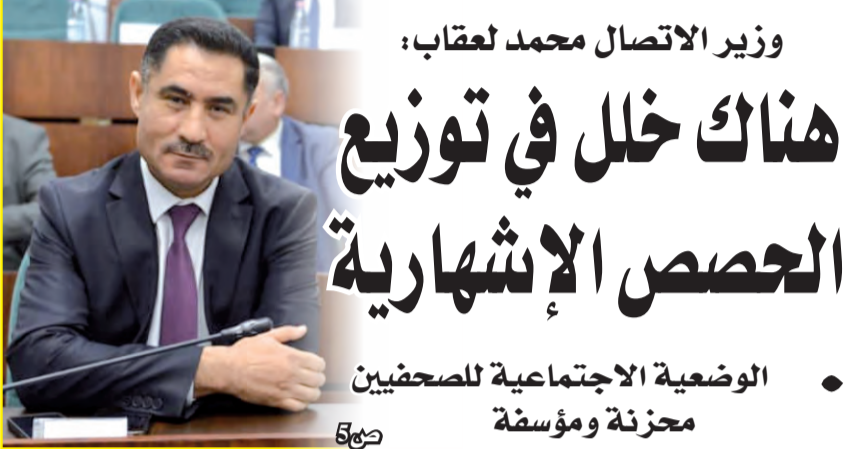 وزير الاتصال محمد لعقاب:
هناك خلل في توزيع
الحصص الإشهارية
• الوضعية الاجتماعية للصحفيين
محزنة ومؤسفة
ص5